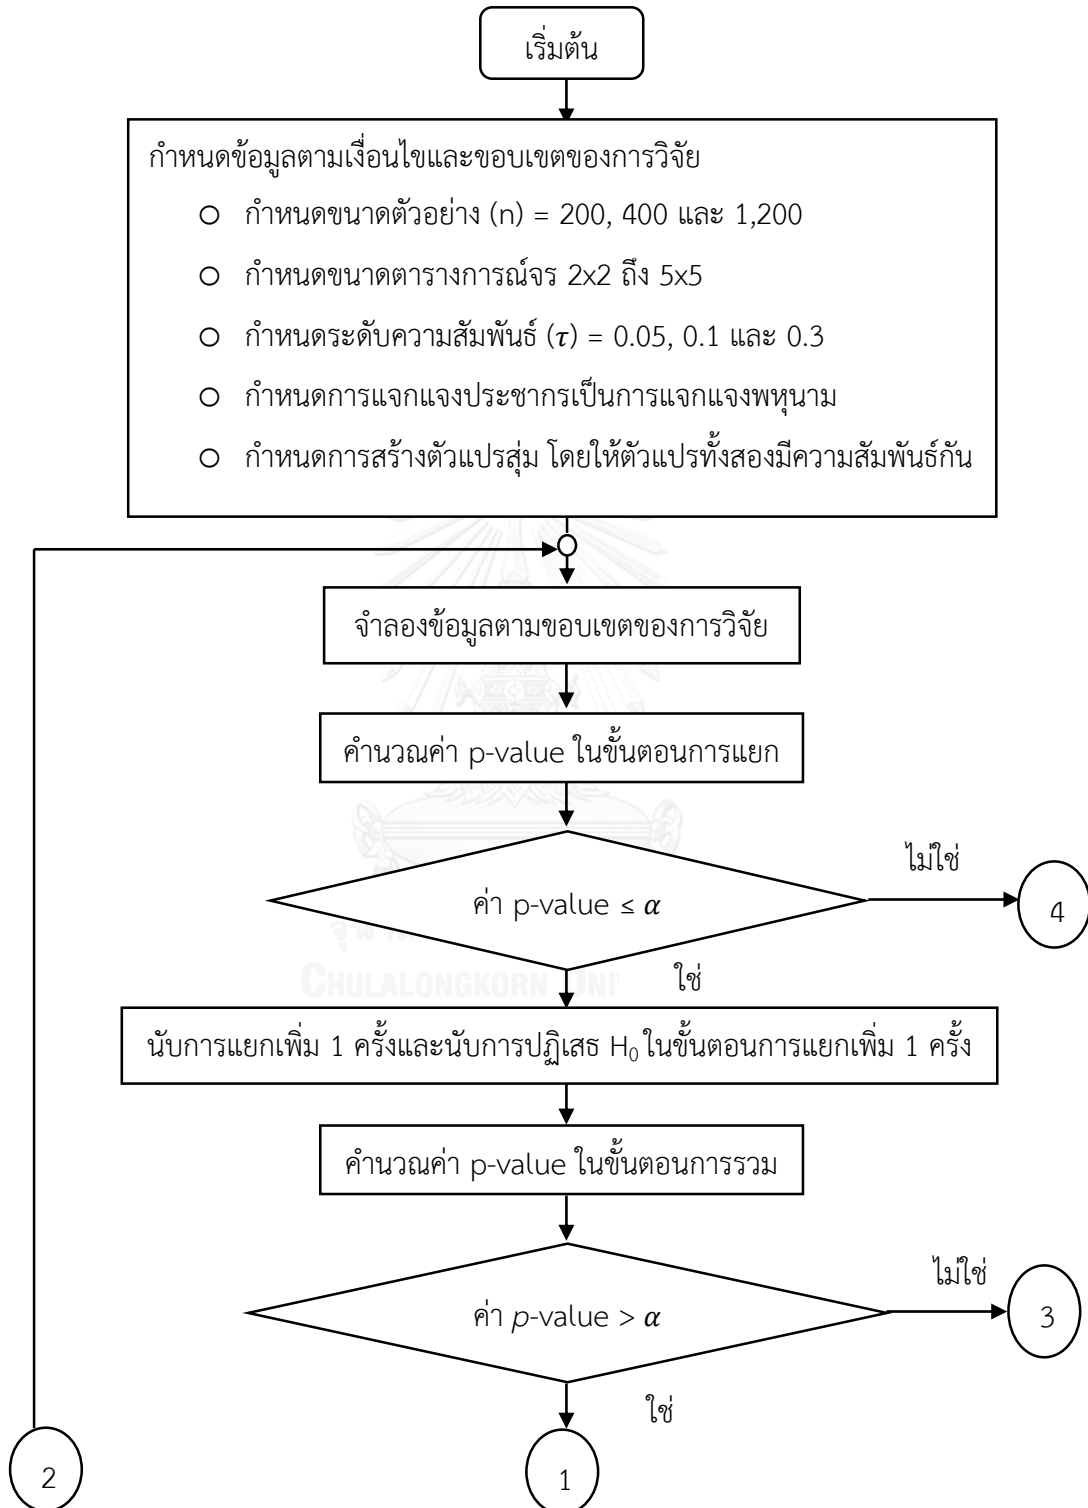 เริ่มต้น
กำหนดข้อมูลตามเงื่อนไขและขอบเขตของการวิจัย
กำหนดขนาดตัวอย่าง (n) = 200, 400 และ 1,200
กำหนดขนาดตารางการณ์จร 2x2 ถึง 5x5
กำหนดระดับความสัมพันธ์ (τ) = 0.05, 0.1 และ 0.3
กำหนดการแจกแจงประชากรเป็นการแจกแจงพหุนาม
กำหนดการสร้างตัวแปรสุ่ม โดยให้ตัวแปรทั้งสองมีความสัมพันธ์กัน
จำลองข้อมูลตามขอบเขตของการวิจัย
คำนวณค่า p-value ในขั้นตอนการแยก
ไม่ใช่
ค่า p-value ≤ α
4
CHULALONGKORN UNI
ใช่
นับการแยกเพิ่ม 1 ครั้งและนับการปฏิเสธ H₀ ในขั้นตอนการแยกเพิ่ม 1 ครั้ง
คำนวณค่า p-value ในขั้นตอนการรวม
ไม่ใช่
ค่า p-value > α
3
ใช่
2
1